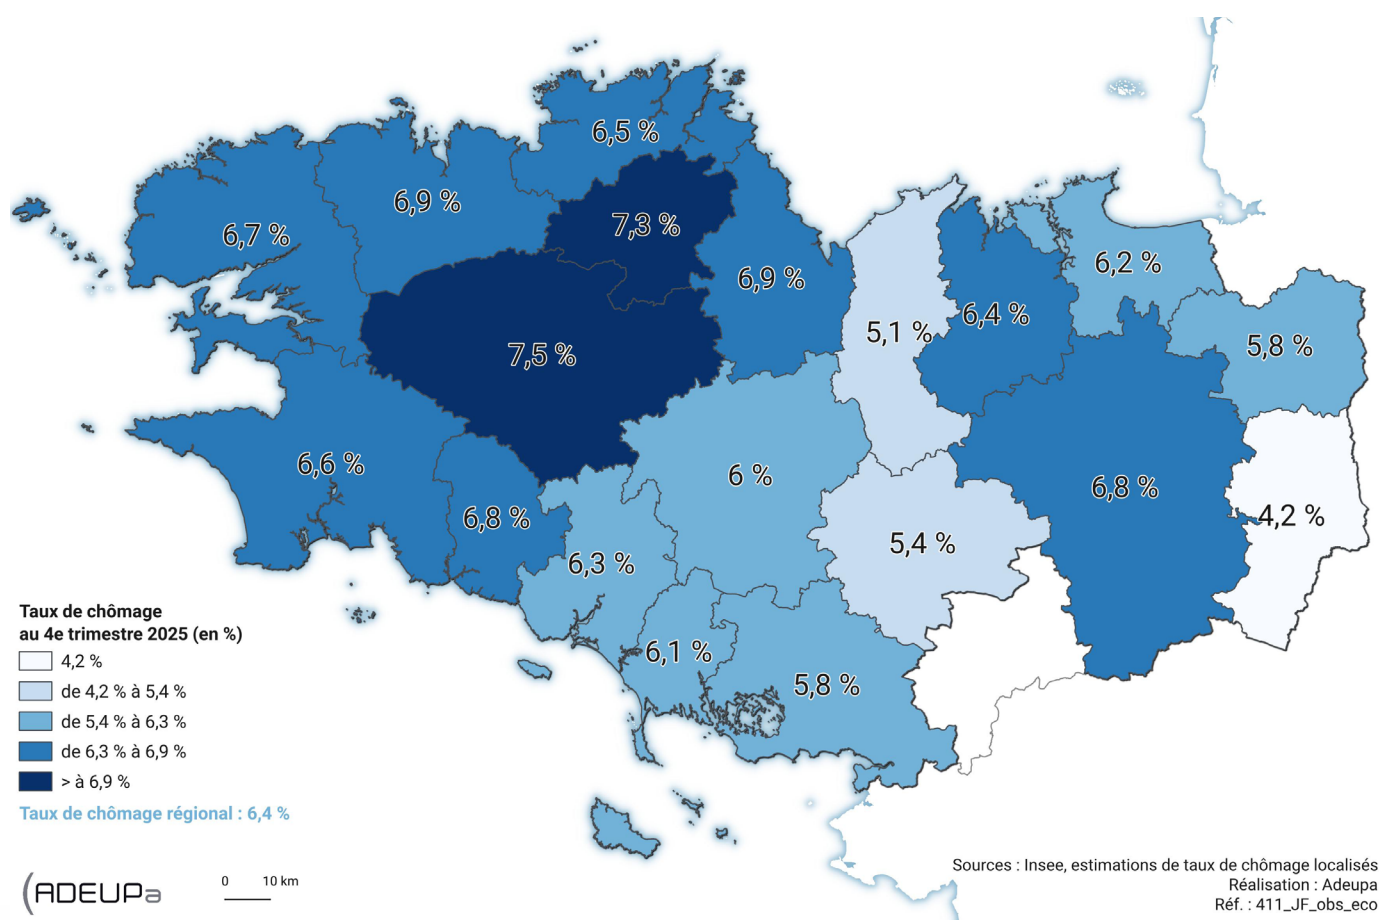 6,5 %
6,9 %
7,3 %
6,7 %
6,2 %
6,9 %
6,4 %
5,1 %
5,8 %
7,5 %
6,6 %
6 %
6,8 %
4,2 %
6,8 %
5,4 %
6,3 %
6,1 %
5,8 %
Taux de chômage
au 4e trimestre 2025 (en %)
4,2 %
de 4,2 % à 5,4 %
de 5,4 % à 6,3 %
de 6,3 % à 6,9 %
> à 6,9 %
Taux de chômage régional : 6,4 %
ADEUPa
0 10 km
Sources : Insee, estimations de taux de chômage localisés
Réalisation : Adeupa
Réf. : 411_JF_obs_eco